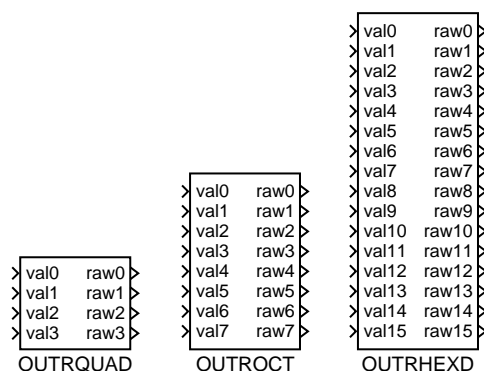 val0 raw0
val1 raw1
val2 raw2
val3 raw3
val4 raw4
val5 raw5
val6 raw6
val7 raw7
val8 raw8
val9 raw9
val10 raw10
val11 raw11
val12 raw12
val13 raw13
val14 raw14
val15 raw15
OUTRHEXD
val0 raw0
val1 raw1
val2 raw2
val3 raw3
val4 raw4
val5 raw5
val6 raw6
val7 raw7
OUTROCT
val0 raw0
val1 raw1
val2 raw2
val3 raw3
OUTRQUAD